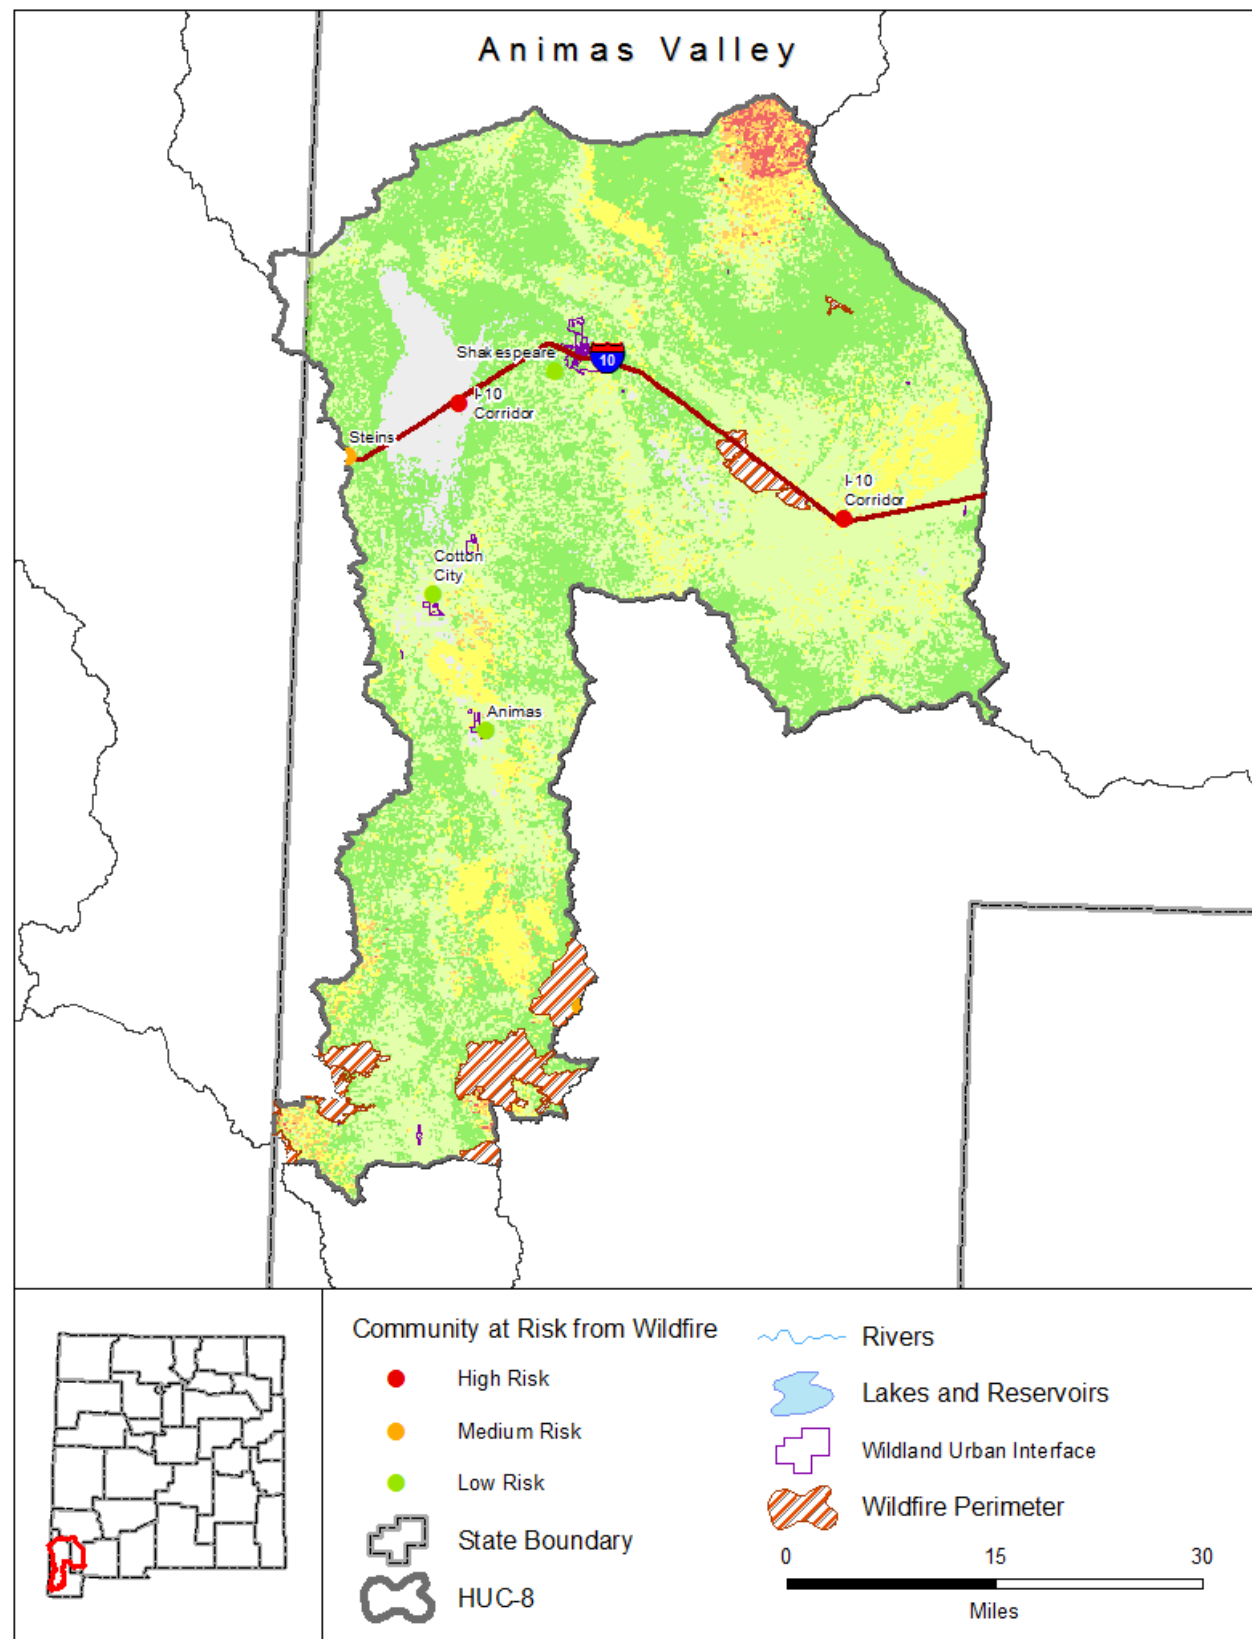 Animas Valley
Shakespeare
10
I-10
Corridor
Steins
I-10
Corridor
Cotton
City
Animas
Community at Risk from Wildfire
High Risk
Medium Risk
Low Risk
State Boundary
HUC-8
Rivers
Lakes and Reservoirs
Wildland Urban Interface
Wildfire Perimeter
0 15 30
Miles